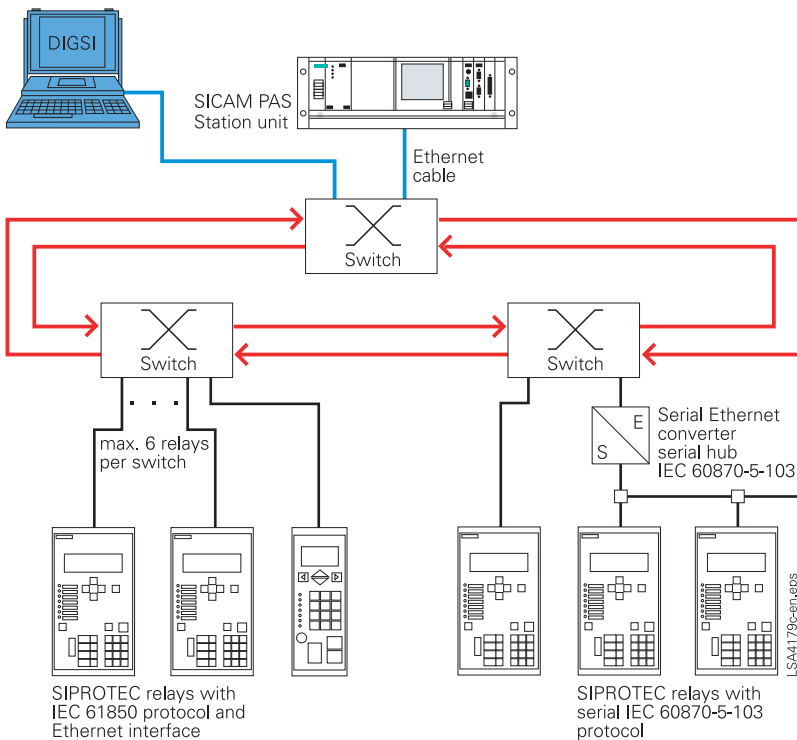 DIGSI
SICAM PAS
Station unit
Ethernet
cable
Switch
Switch
Switch
max. 6 relays
per switch
E
S
Serial Ethernet
converter
serial hub
IEC 60870-5-103
SIPROTEC relays with
IEC 61850 protocol and
Ethernet interface
SIPROTEC relays with
serial IEC 60870-5-103
protocol
LSA4179c-en.eps